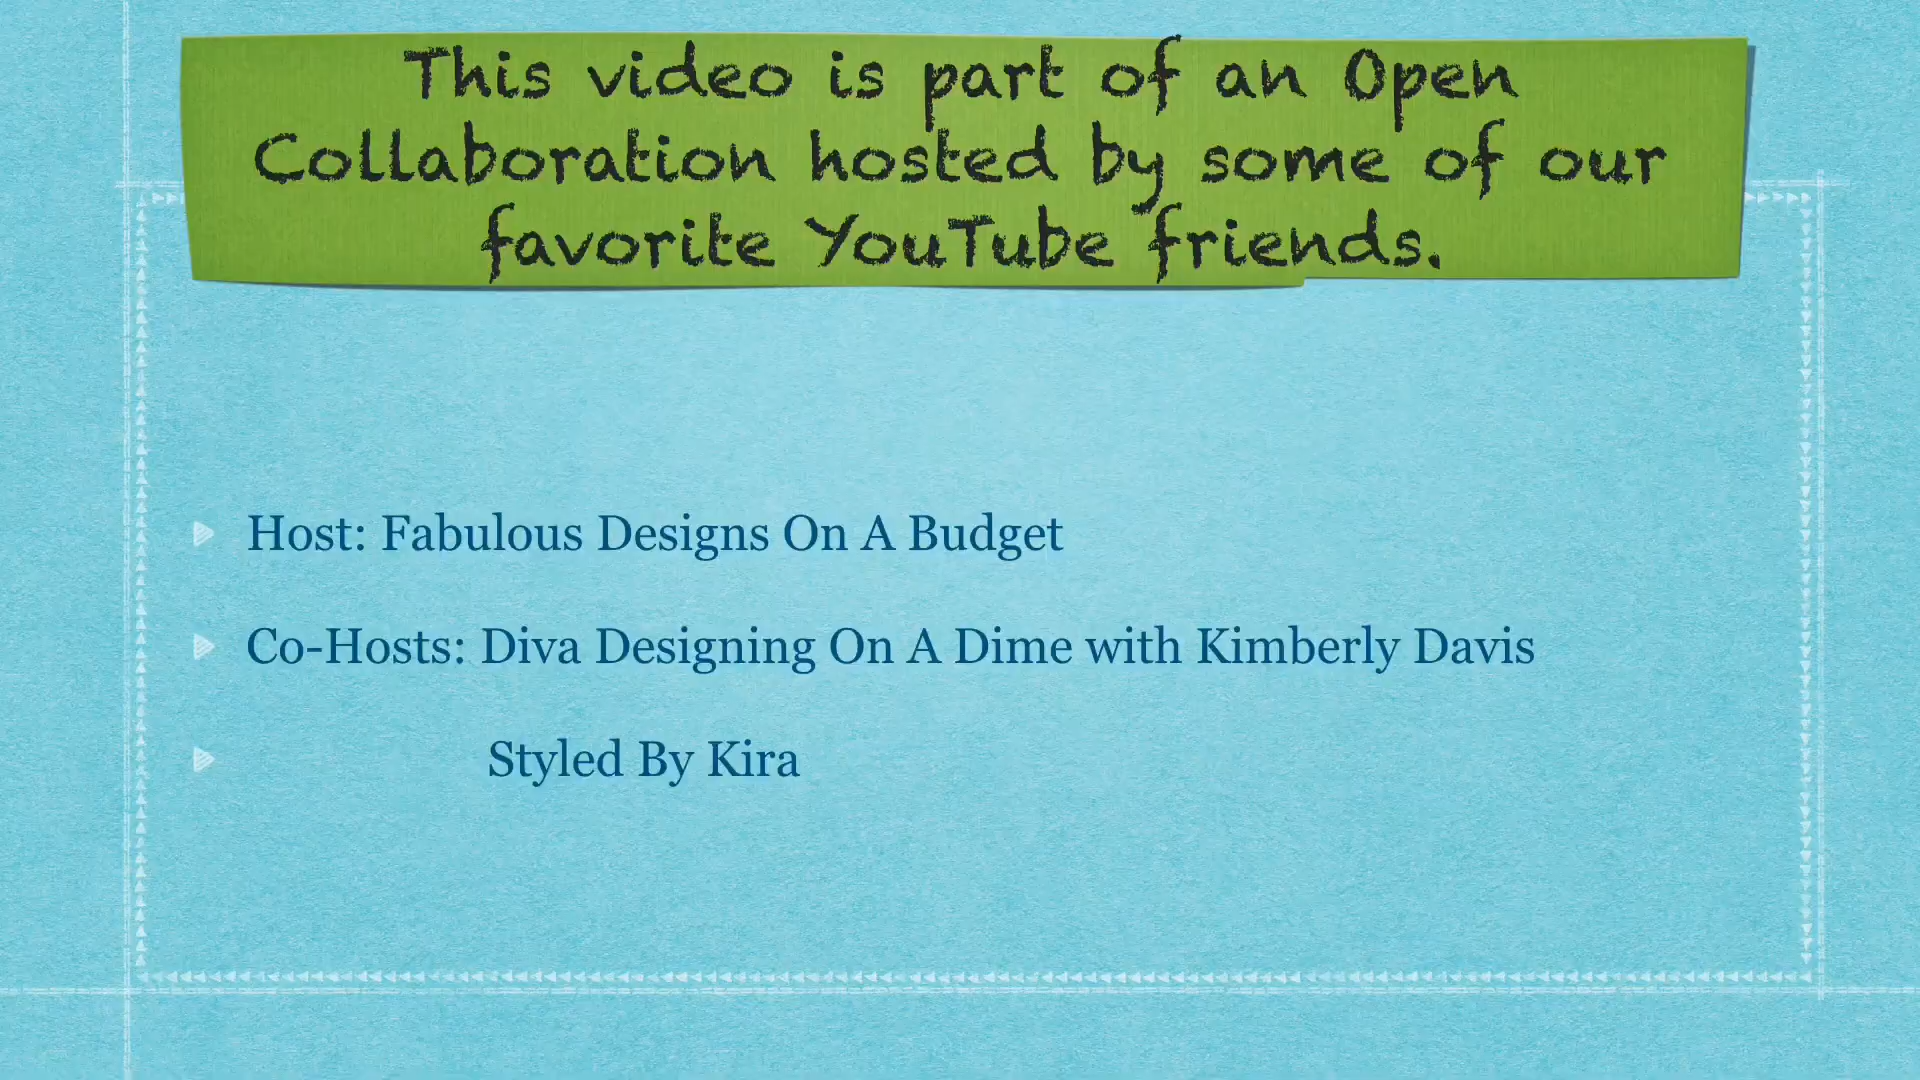 This video is part of an Open
Collaboration hosted by some of our
favorite YouTube friends.
Host: Fabulous Designs On A Budget
Co-Hosts: Diva Designing On A Dime with Kimberly Davis
Styled By Kira